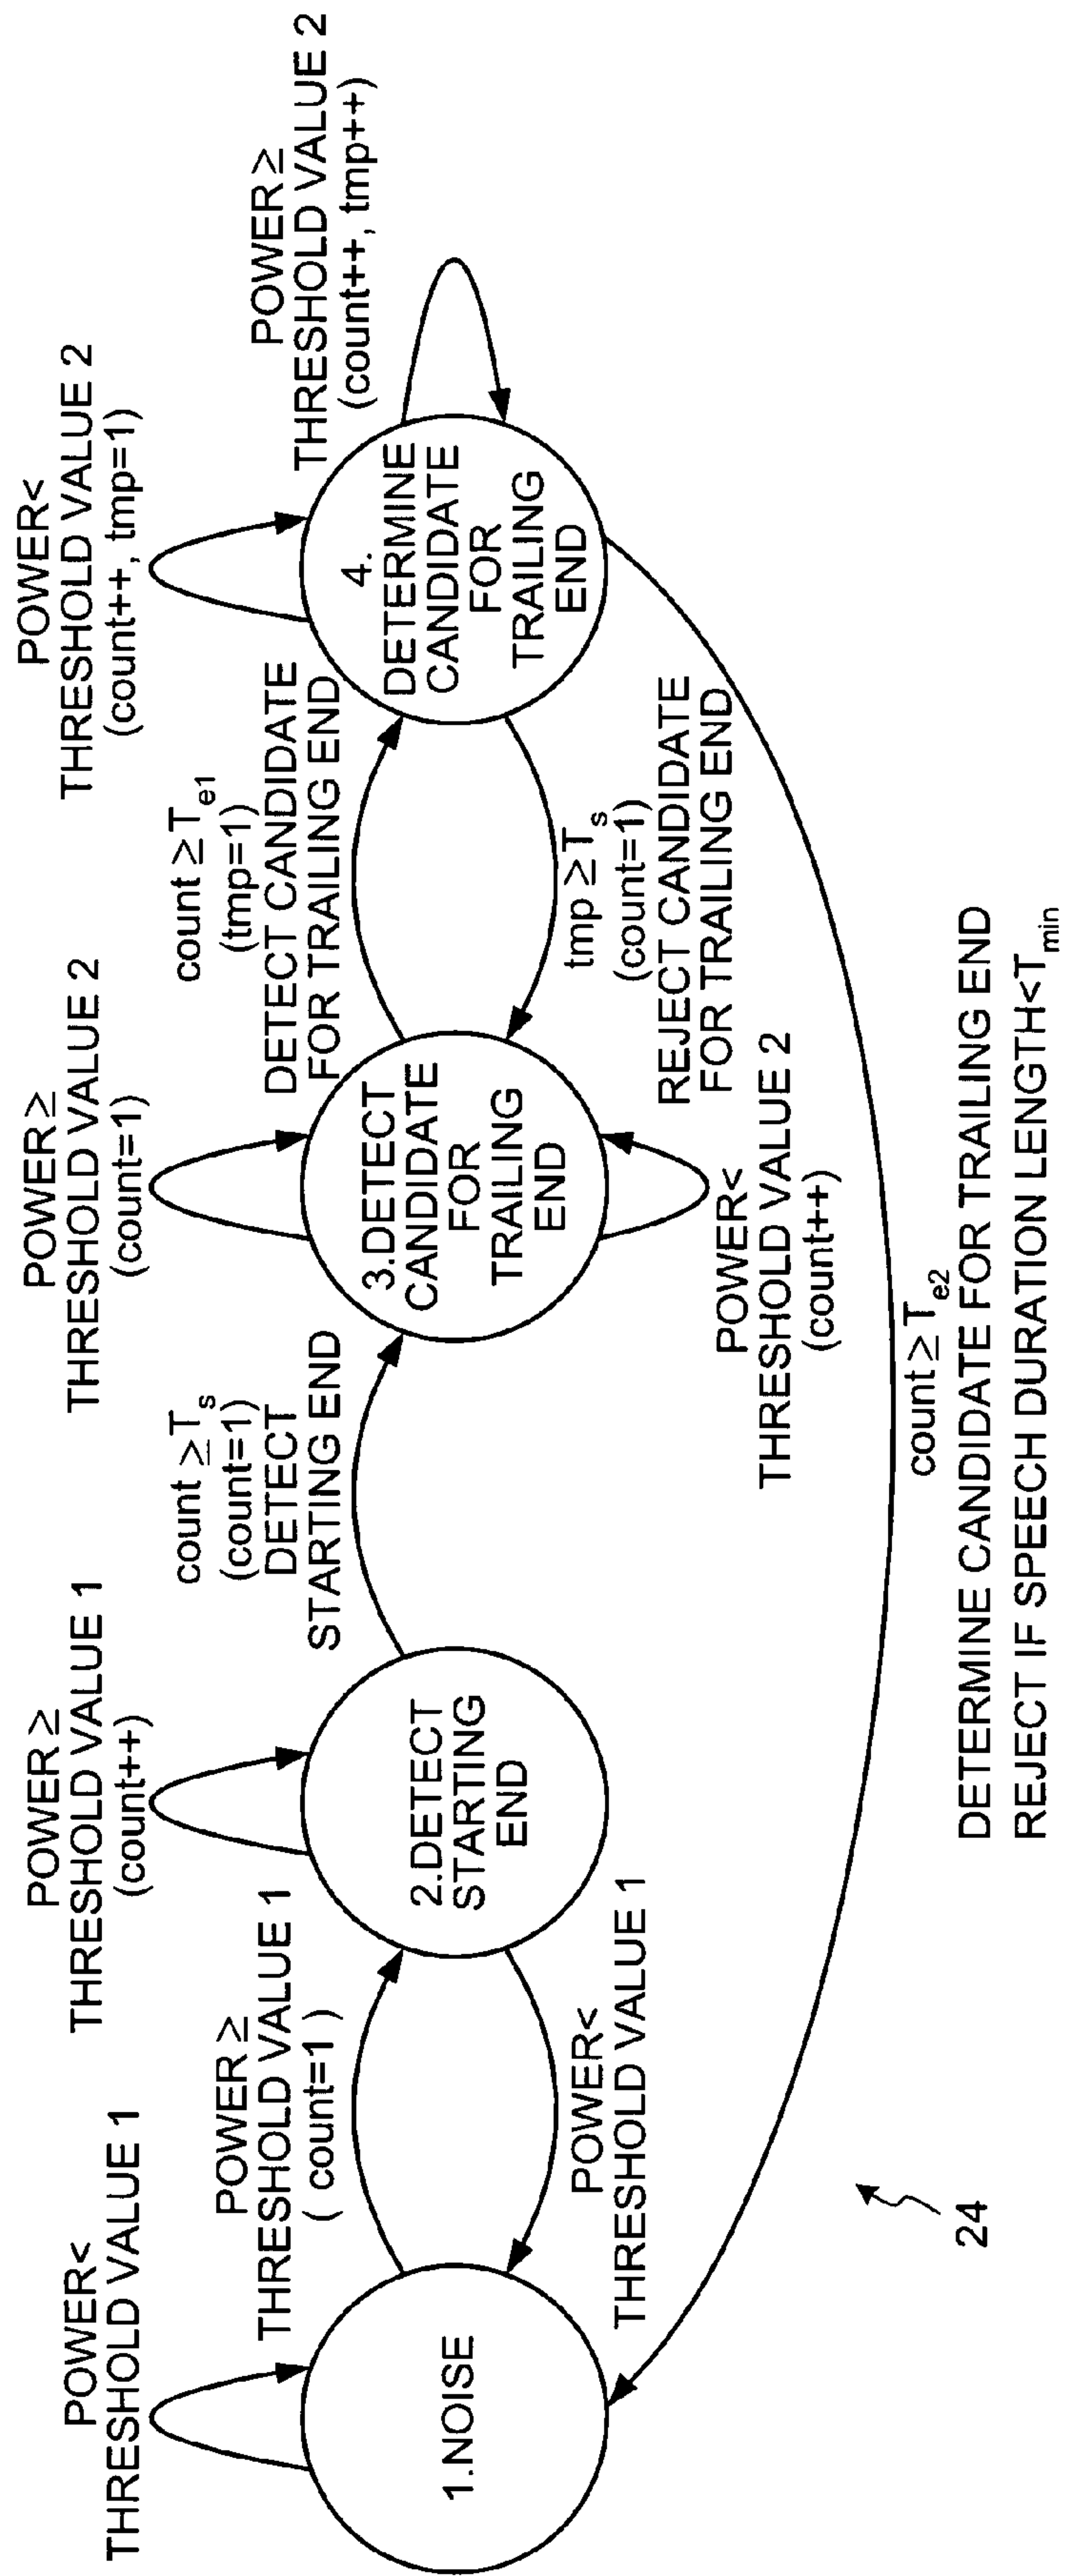 POWER<
THRESHOLD VALUE 1
POWER≥
THRESHOLD VALUE 1
( count=1 )
POWER<
THRESHOLD VALUE 1
1.NOISE
POWER≥
THRESHOLD VALUE 1
(count++)
2.DETECT
STARTING
END
count ≥Ts
(count=1)
DETECT
STARTING END
POWER≥
THRESHOLD VALUE 2
(count=1)
3.DETECT
CANDIDATE
FOR
TRAILING
END
POWER<
THRESHOLD VALUE 2
(count++)
count ≥Te1
(tmp=1)
DETECT CANDIDATE
FOR TRAILING END
tmp ≥Ts
(count=1)
REJECT CANDIDATE
FOR TRAILING END
POWER<
THRESHOLD VALUE 2
(count++, tmp=1)
4.
DETERMINE
CANDIDATE
FOR
TRAILING
END
POWER≥
THRESHOLD VALUE 2
(count++, tmp++)
count ≥Te2
DETERMINE CANDIDATE FOR TRAILING END
REJECT IF SPEECH DURATION LENGTH<Tmin
24